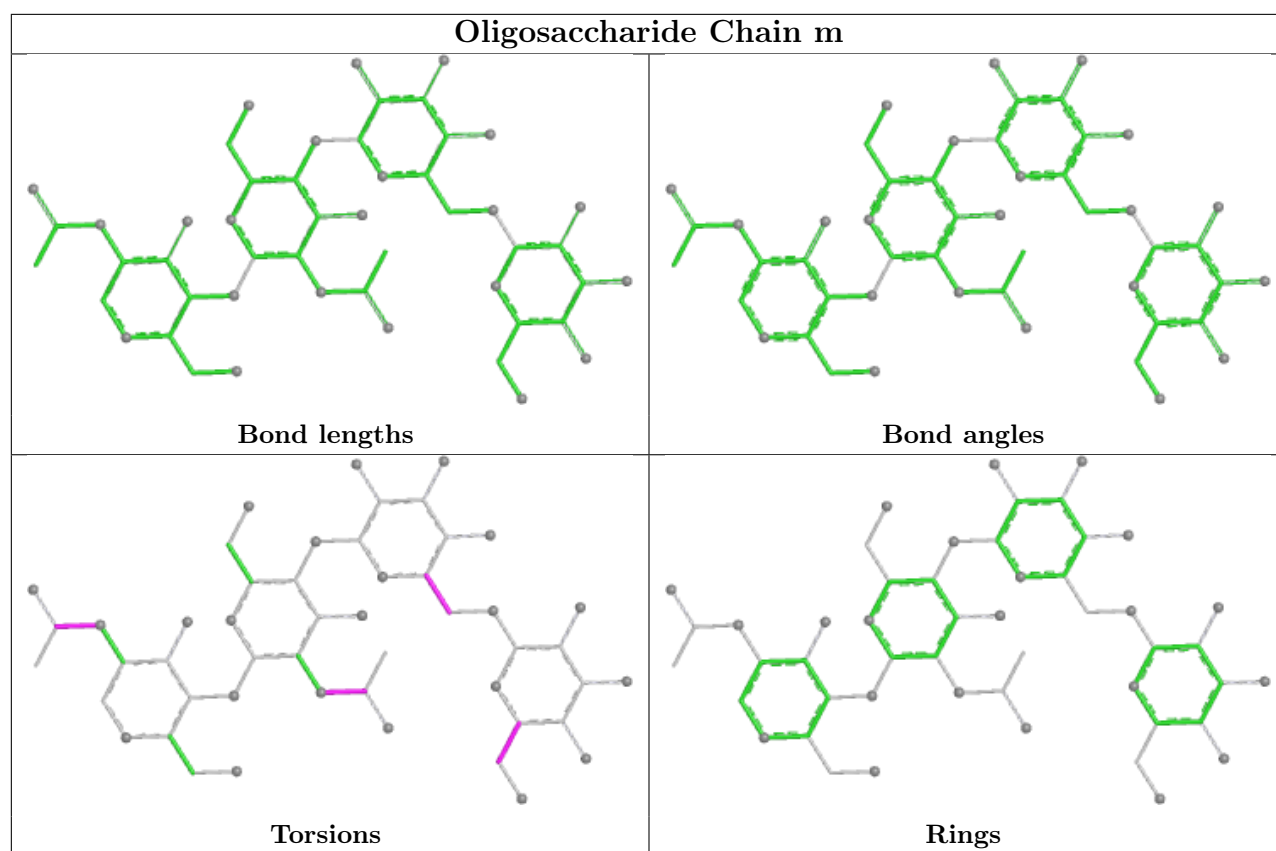 Oligosaccharide Chain m
Bond lengths
Bond angles
Torsions
Rings